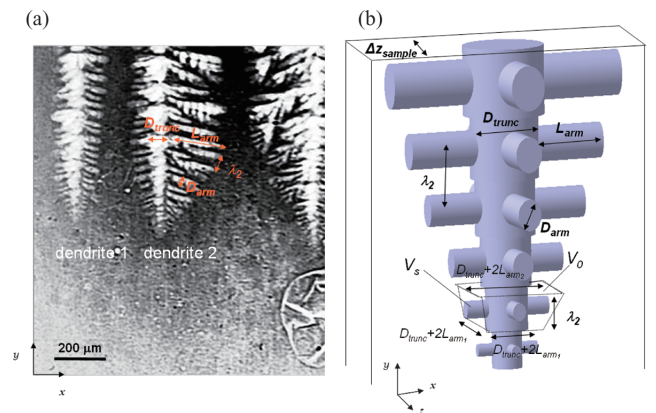 (a)
(b)
D_trunc
L_arm
λ₂
D_arm
dendrite 1
dendrite 2
200 μm
y
x
Δz_sample
D_trunc
L_arm
λ₂
D_arm
V_s
D_trunc+2L_arm₂
V_0
λ₂
D_trunc+2L_arm₁
D_trunc+2L_arm₁
y
x
z